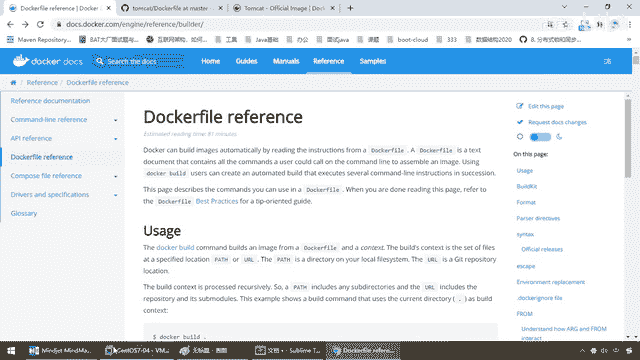 Dockerfile reference | Docker D
tomcat/Dockerfile at master ·
Tomcat - Official Image | Dock
docs.docker.com/engine/reference/builder/
Maven Repository...
BAT大厂面试题与...
互联网架构、如何...
公司
工具
Java基础
办公
面试java
课题
boot-cloud
333
数据结构2020
8. 分布式锁和同步...
docker docs
Search the docs
Home
Guides
Manuals
Reference
Samples
/ Reference / Dockerfile reference
Reference documentation
Command-line reference
API reference
Dockerfile reference
Compose file reference
Drivers and specifications
Glossary
Dockerfile reference
Estimated reading time: 81 minutes
Docker can build images automatically by reading the instructions from a Dockerfile. A Dockerfile is a text
document that contains all the commands a user could call on the command line to assemble an image. Using
docker build users can create an automated build that executes several command-line instructions in succession.
This page describes the commands you can use in a Dockerfile. When you are done reading this page, refer to
the Dockerfile Best Practices for a tip-oriented guide.
Usage
The docker build command builds an image from a Dockerfile and a context. The build's context is the set of files
at a specified location PATH or URL. The PATH is a directory on your local filesystem. The URL is a Git repository
location.
The build context is processed recursively. So, a PATH includes any subdirectories and the URL includes
the repository and its submodules. This example shows a build command that uses the current directory ( . ) as build
context:
$ docker build .
Edit this page
Request docs changes
On this page:
Usage
BuildKit
Format
Parser directives
syntax
Official releases
escape
Environment replacement
.dockerignore file
FROM
Understand how ARG and FROM
interact
Mindjet MindMa...
CentOS7-04 - VM...
无标题 - 画图
文档 • - Sublime T...
Dockerfile refere...